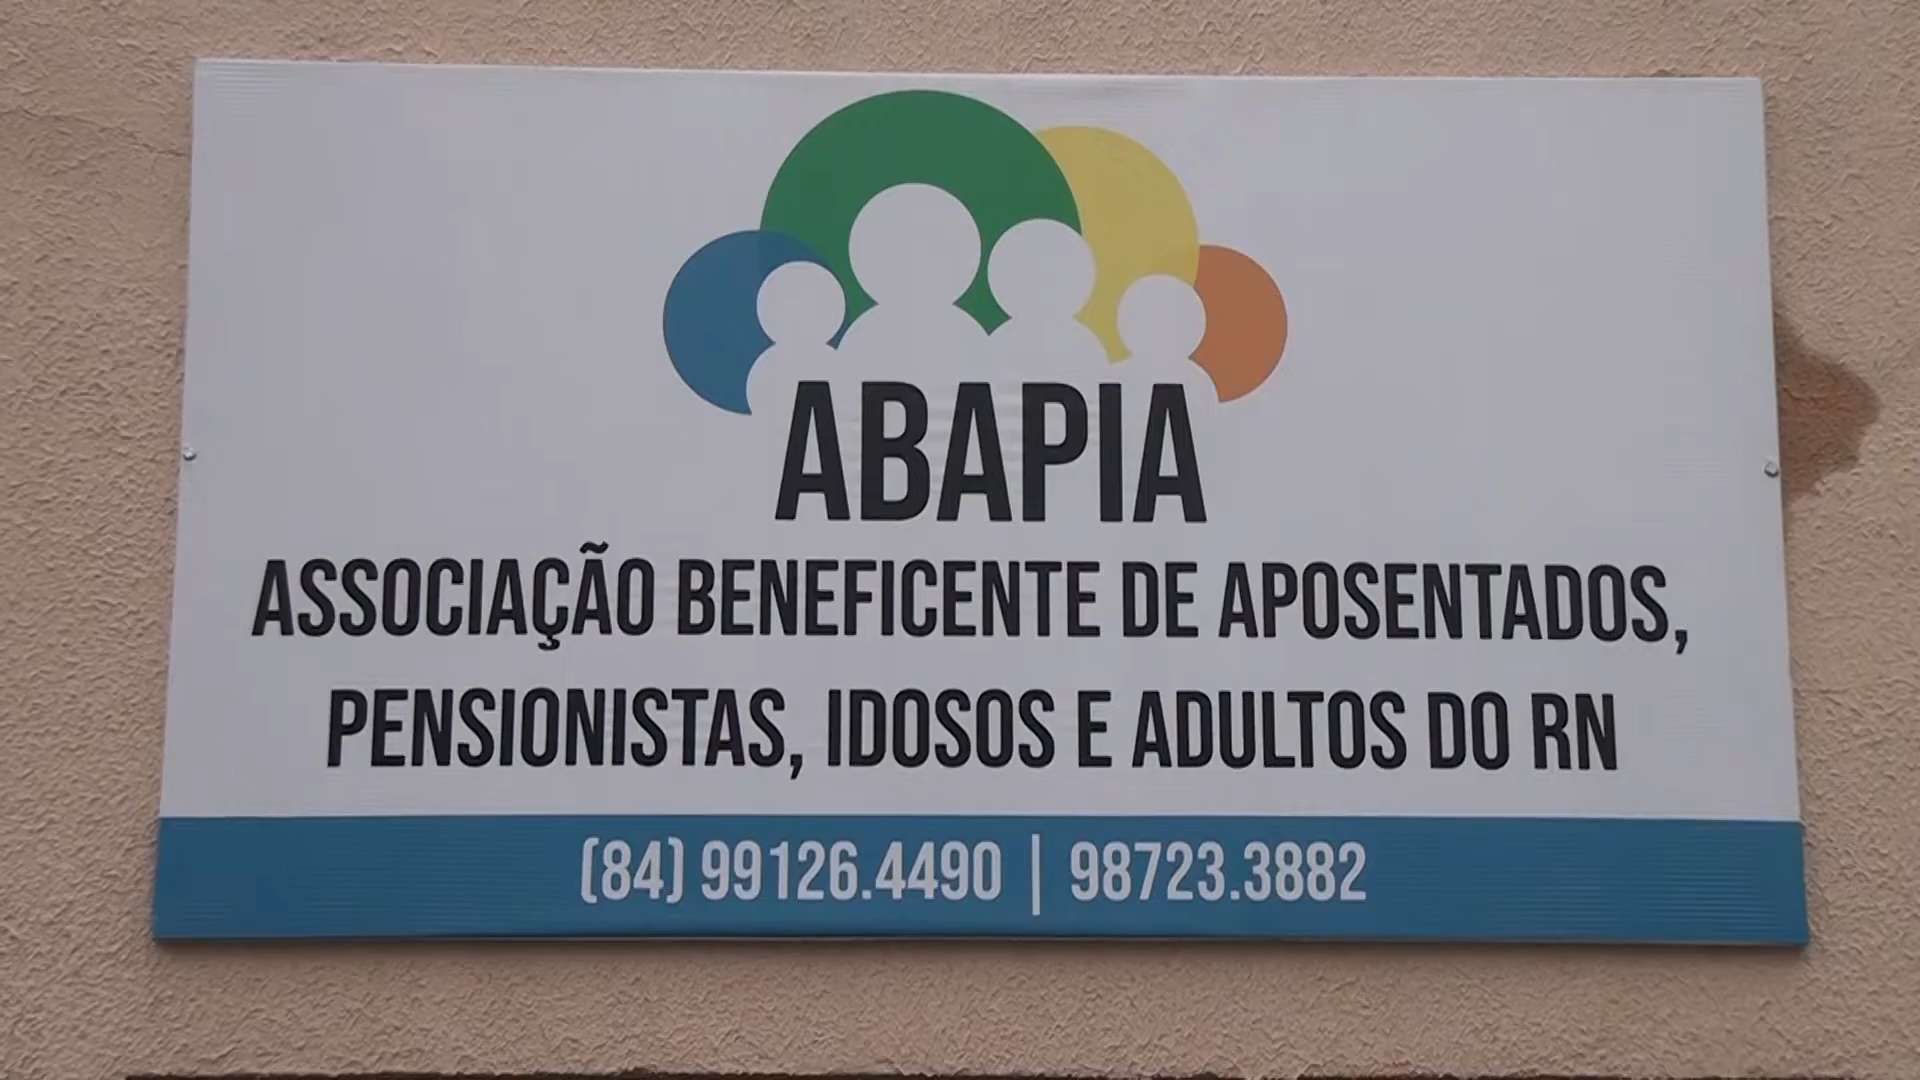 ABAPIA
ASSOCIAÇÃO BENEFICENTE DE APOSENTADOS,
PENSIONISTAS, IDOSOS E ADULTOS DO RN
(84) 99126.4490 | 98723.3882